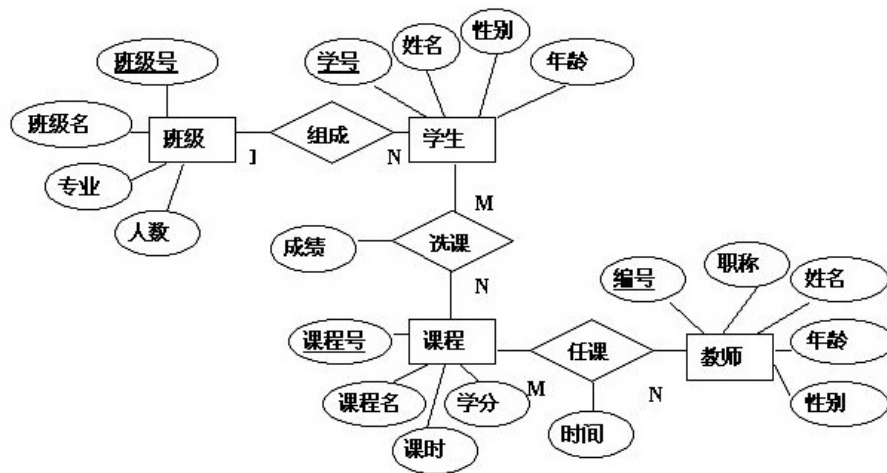 班级号
班级名
班级
专业
人数
1
组成
N
学号
姓名
性别
年龄
学生
M
成绩
洗课
N
课程号
课程
课程名
课时
学分
M
任课
时间
N
编号
职称
姓名
年龄
性别
教师